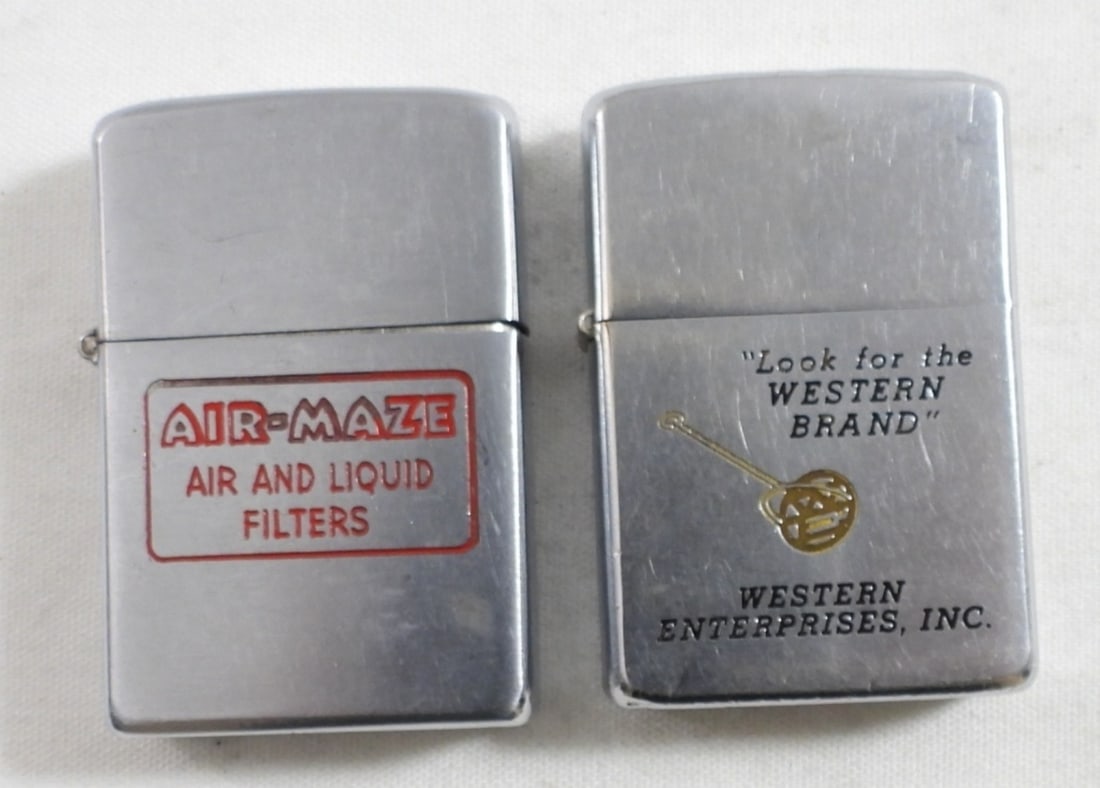 AIR-MAZE
AIR AND LIQUID
FILTERS
"Look for the
WESTERN
BRAND"
WESTERN
ENTERPRISES, INC.